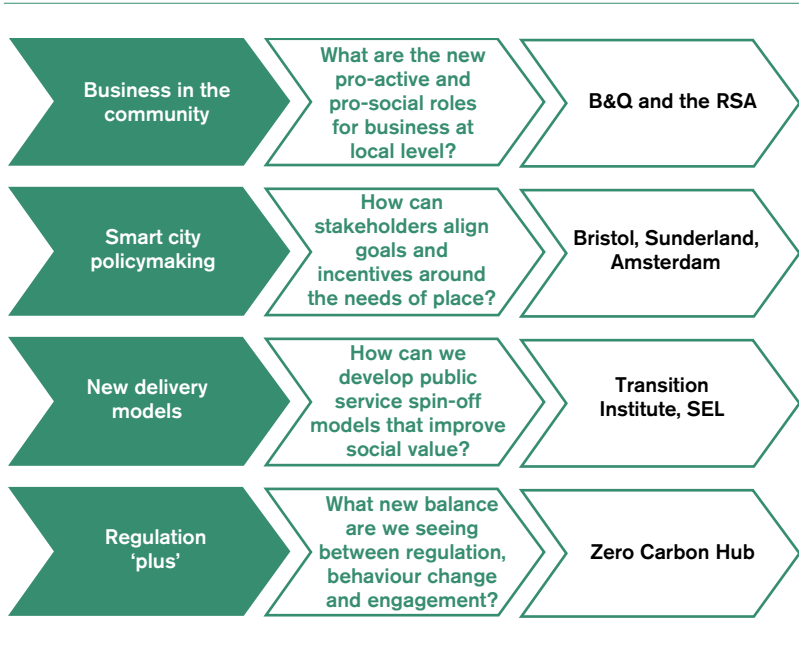 Business in the
community
What are the new
pro-active and
pro-social roles
for business at
local level?
B&Q and the RSA
Smart city
policymaking
How can
stakeholders align
goals and
incentives around
the needs of place?
Bristol, Sunderland,
Amsterdam
New delivery
models
How can we
develop public
service spin-off
models that improve
social value?
Transition
Institute, SEL
Regulation
‘plus’
What new balance
are we seeing
between regulation,
behaviour change
and engagement?
Zero Carbon Hub